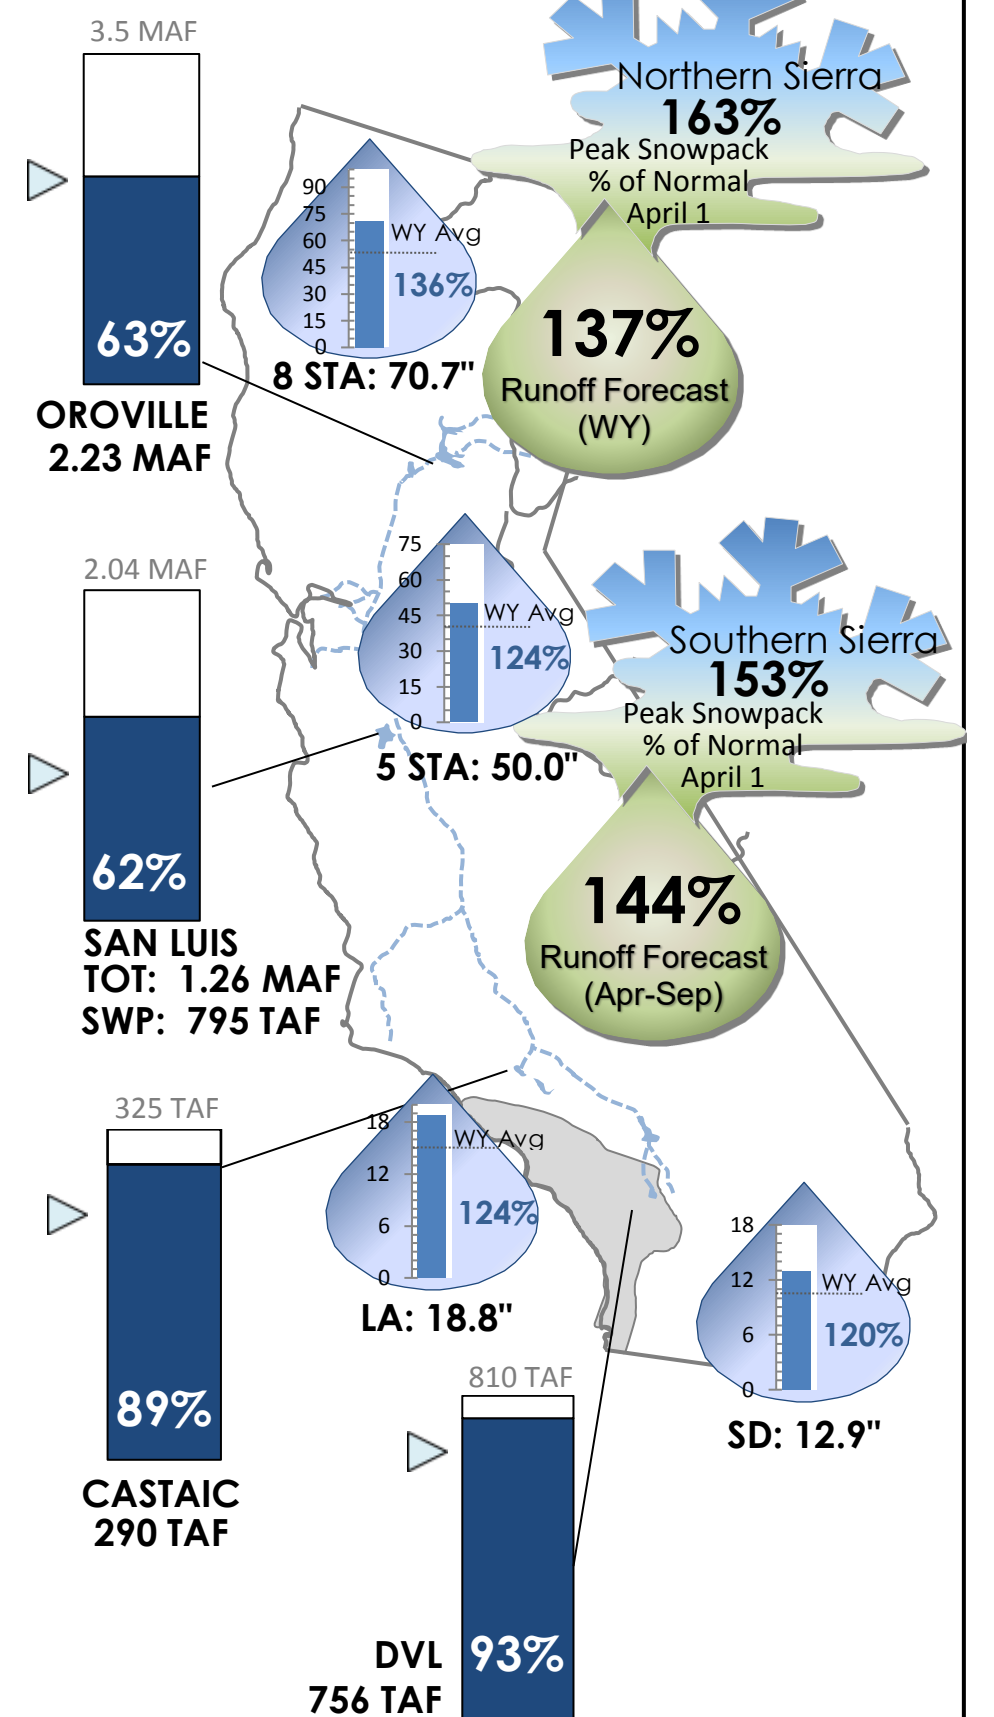 3.5 MAF
63%
OROVILLE
2.23 MAF
Northern Sierra
163%
Peak Snowpack
% of Normal
April 1
137%
Runoff Forecast
(WY)
90
75
60
45
30
15
0
WY Avg
136%
8 STA: 70.7"
2.04 MAF
62%
SAN LUIS
TOT: 1.26 MAF
SWP: 795 TAF
75
60
45
30
15
0
WY Avg
124%
5 STA: 50.0"
Southern Sierra
153%
Peak Snowpack
% of Normal
April 1
144%
Runoff Forecast
(Apr-Sep)
325 TAF
89%
CASTAIC
290 TAF
18
12
6
0
WY Avg
124%
LA: 18.8"
18
12
6
0
WY Avg
120%
SD: 12.9"
810 TAF
93%
DVL
756 TAF